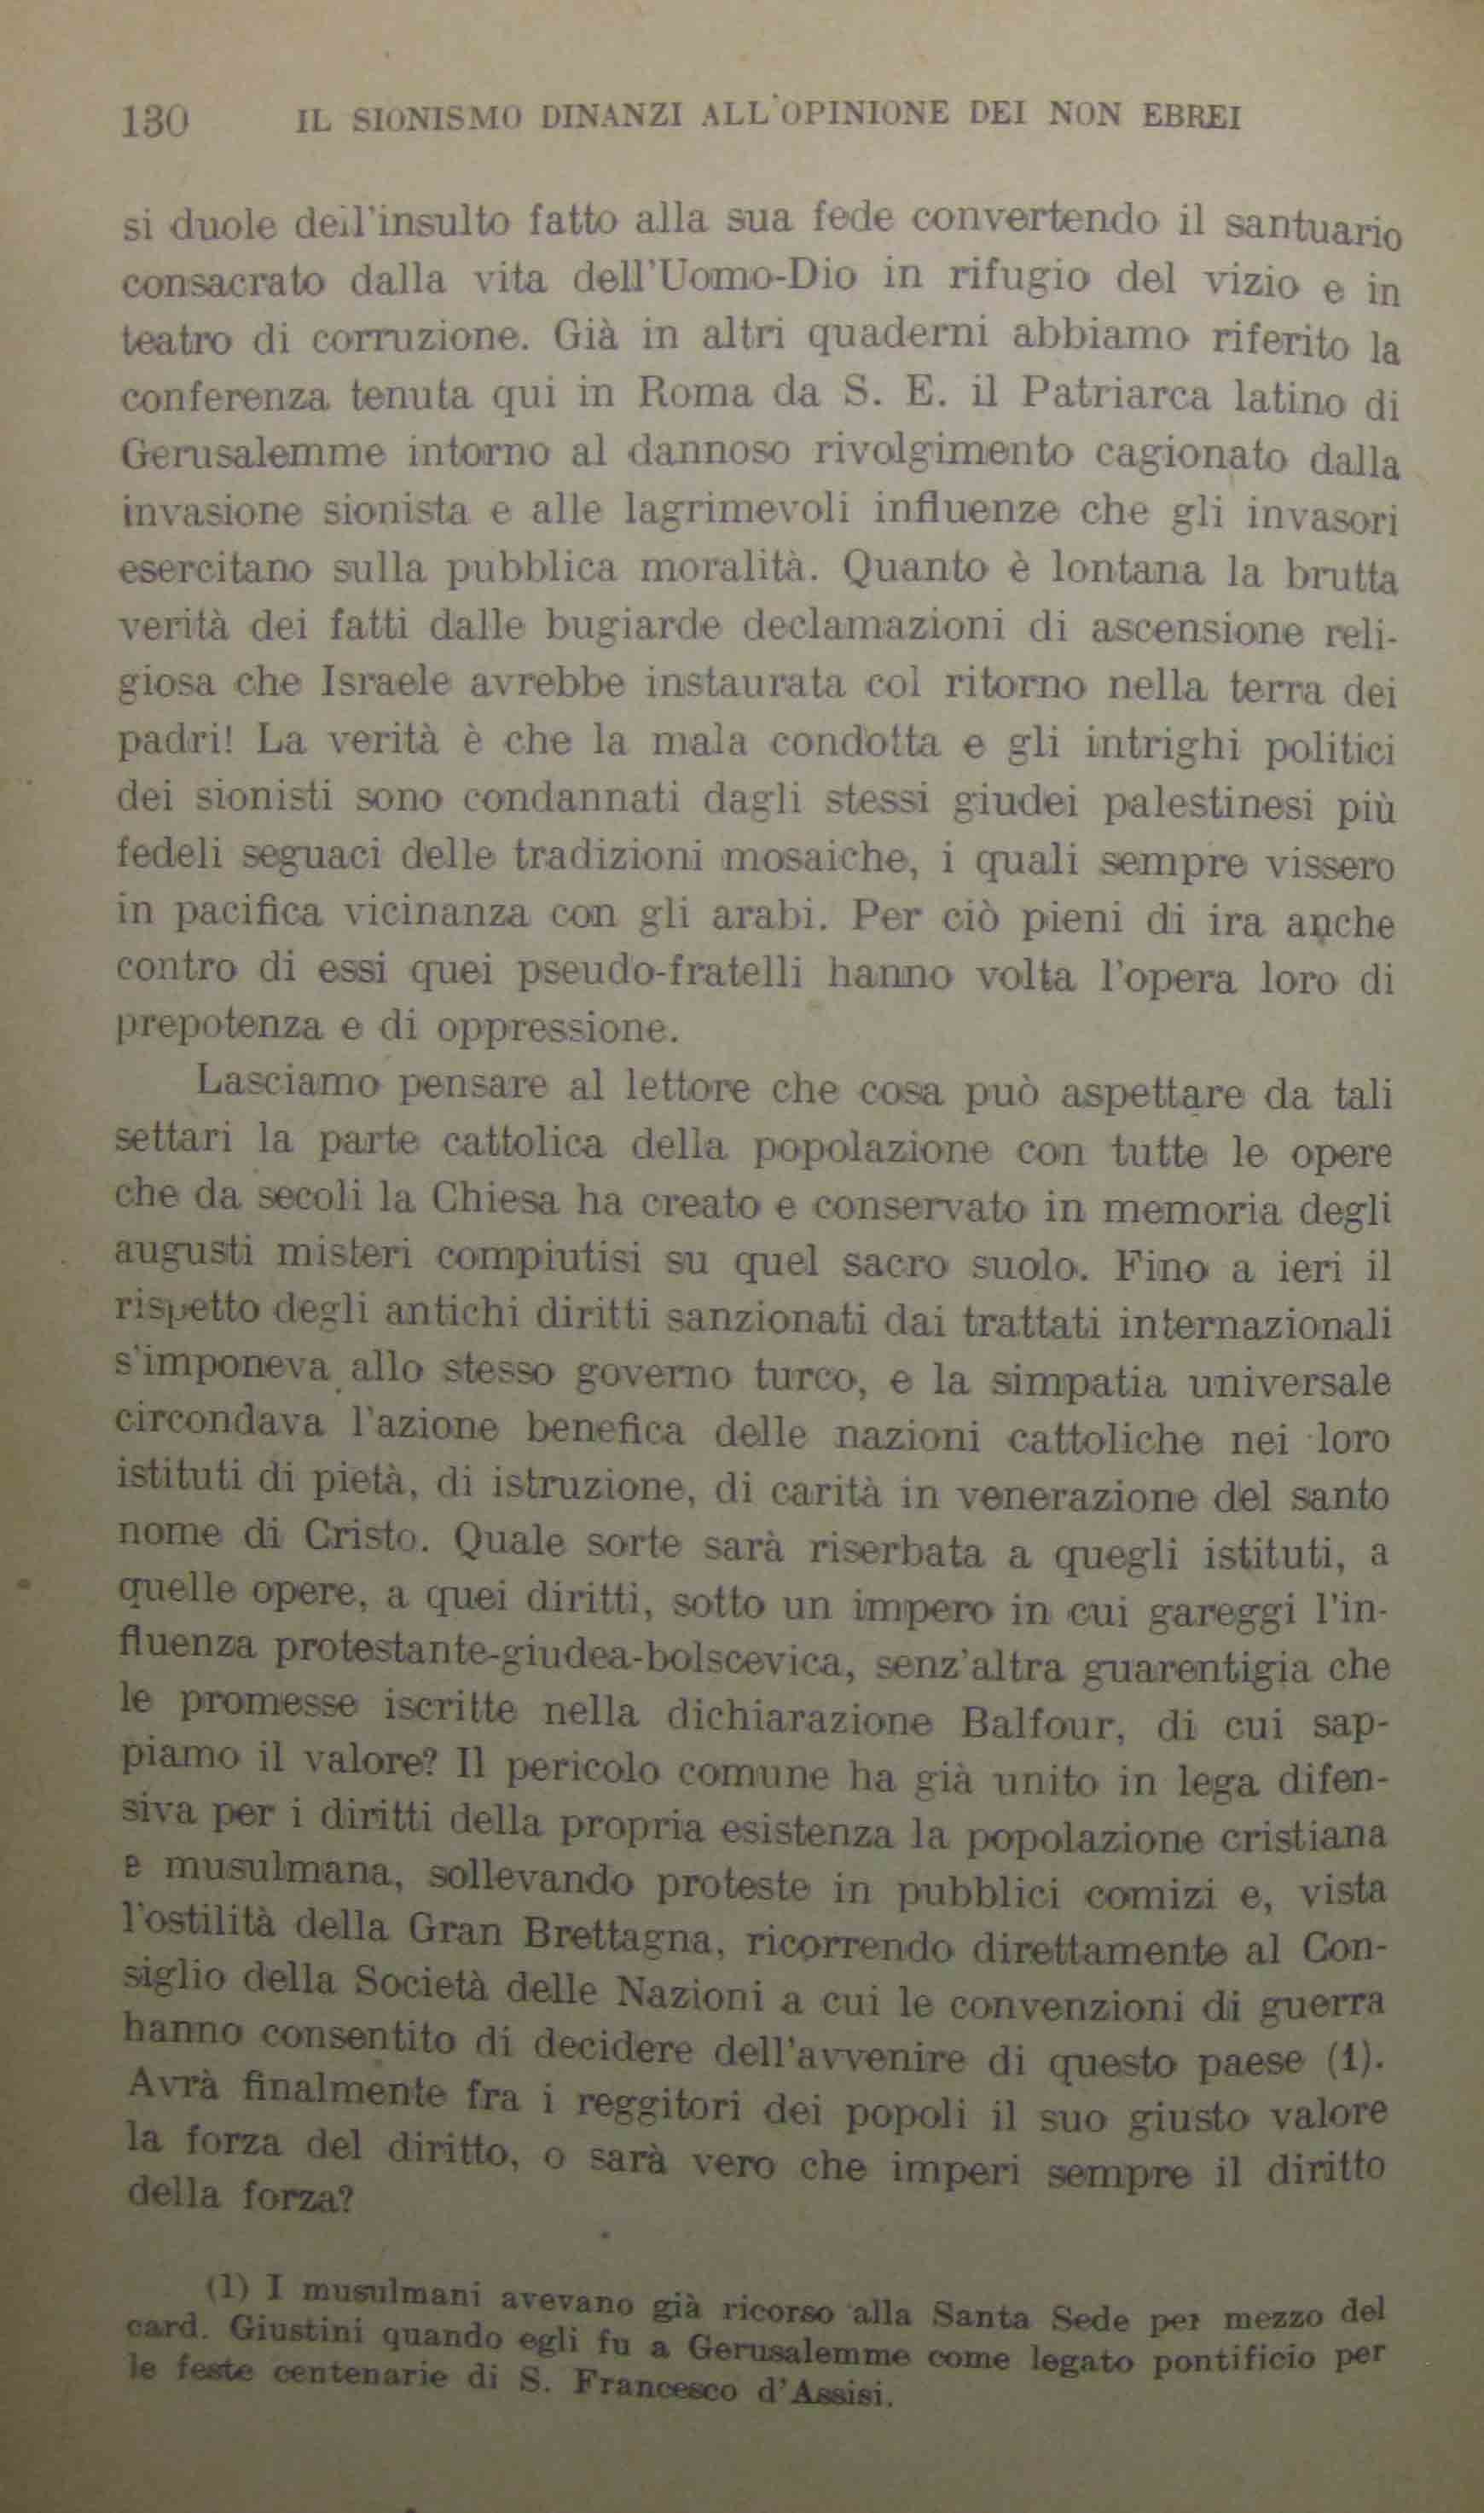 130 IL SIONISMO DINANZI ALL'OPINIONE DEI NON EBREI
si duole dell'insulto fatto alla sua fede convertendo il santuario
consacrato dalla vita dell'Uomo-Dio in rifugio del vizio e in
teatro di corruzione. Già in altri quaderni abbiamo riferito la
conferenza tenuta qui in Roma da S. E. il Patriarca latino di
Gerusalemme intorno al dannoso rivolgimento cagionato dalla
invasione sionista e alle lagrimevoli influenze che gli invasori
esercitano sulla pubblica moralità. Quanto è lontana la brutta
verità dei fatti dalle bugiarde declamazioni di ascensione reli-
giosa che Israele avrebbe instaurata col ritorno nella terra dei
padri! La verità è che la mala condotta e gli intrighi politici
dei sionisti sono condannati dagli stessi giudei palestinesi più
fedeli seguaci delle tradizioni mosaiche, i quali sempre vissero
in pacifica vicinanza con gli arabi. Per ciò pieni di ira anche
contro di essi quei pseudo-fratelli hanno volta l'opera loro di
prepotenza e di oppressione.
Lasciamo pensare al lettore che cosa può aspettare da tali
settari la parte cattolica della popolazione con tutte le opere
che da secoli la Chiesa ha creato e conservato in memoria degli
augusti misteri compiutisi su quel sacro suolo. Fino a ieri il
rispetto degli antichi diritti sanzionati dai trattati internazionali
s'imponeva allo stesso governo turco, e la simpatia universale
circondava l'azione benefica delle nazioni cattoliche nei loro
istituti di pietà, di istruzione, di carità in venerazione del santo
nome di Cristo. Quale sorte sarà riserbata a quegli istituti, a
quelle opere, a quei diritti, sotto un impero in cui gareggi l'in-
fluenza protestante-giudea-bolscevica, senz'altra guarentigia che
le promesse iscritte nella dichiarazione Balfour, di cui sap-
piamo il valore? Il pericolo comune ha già unito in lega difen-
siva per i diritti della propria esistenza la popolazione cristiana
e musulmana, sollevando proteste in pubblici comizi e, vista
l'ostilità della Gran Brettagna, ricorrendo direttamente al Con-
siglio della Società delle Nazioni a cui le convenzioni di guerra
hanno consentito di decidere dell'avvenire di questo paese (1).
Avrà finalmente fra i reggitori dei popoli il suo giusto valore
la forza del diritto, o sarà vero che imperi sempre il diritto
della forza?
(1) I musulmani avevano già ricorso alla Santa Sede per mezzo del
card. Giustini quando egli fu a Gerusalemme come legato pontificio per
le feste centenarie di S. Francesco d'Assisi.